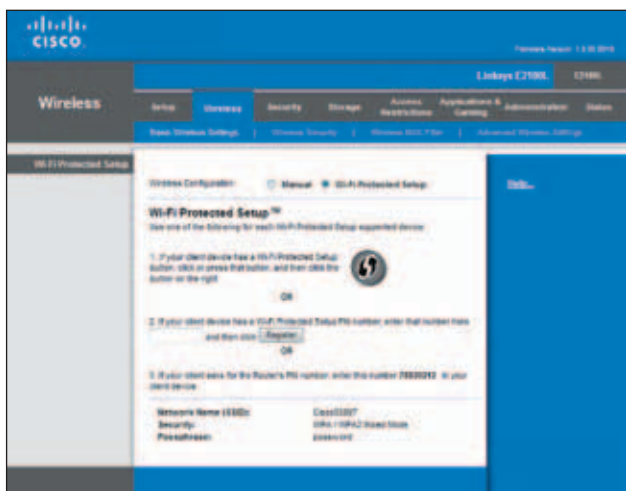 CISCO
Firmware Version: 1.0.00
Linksys E2100L
E2100L
Wireless
Setup
Wireless
Security
Storage
Access Restrictions
Applications & Gaming
Administration
Status
Basic Wireless Settings | Wireless Security | Wireless MAC Filter | Advanced Wireless Settings
Wi-Fi Protected Setup
Wireless Configuration: Manual Wi-Fi Protected Setup
Help...
Wi-Fi Protected Setup™
Use one of the following for each Wi-Fi Protected Setup supported device:
1. If your client device has a Wi-Fi Protected Setup
button, click or press that button, and then click the
button on the right.
OR
2. If your client device has a Wi-Fi Protected Setup PIN number, enter that number here
and then click Register
OR
3. If your client asks for the Router's PIN number, enter this number in your
client device.
Network Name (SSID):
Security: WPA / WPA2 Mixed Mode
Passphrase: password